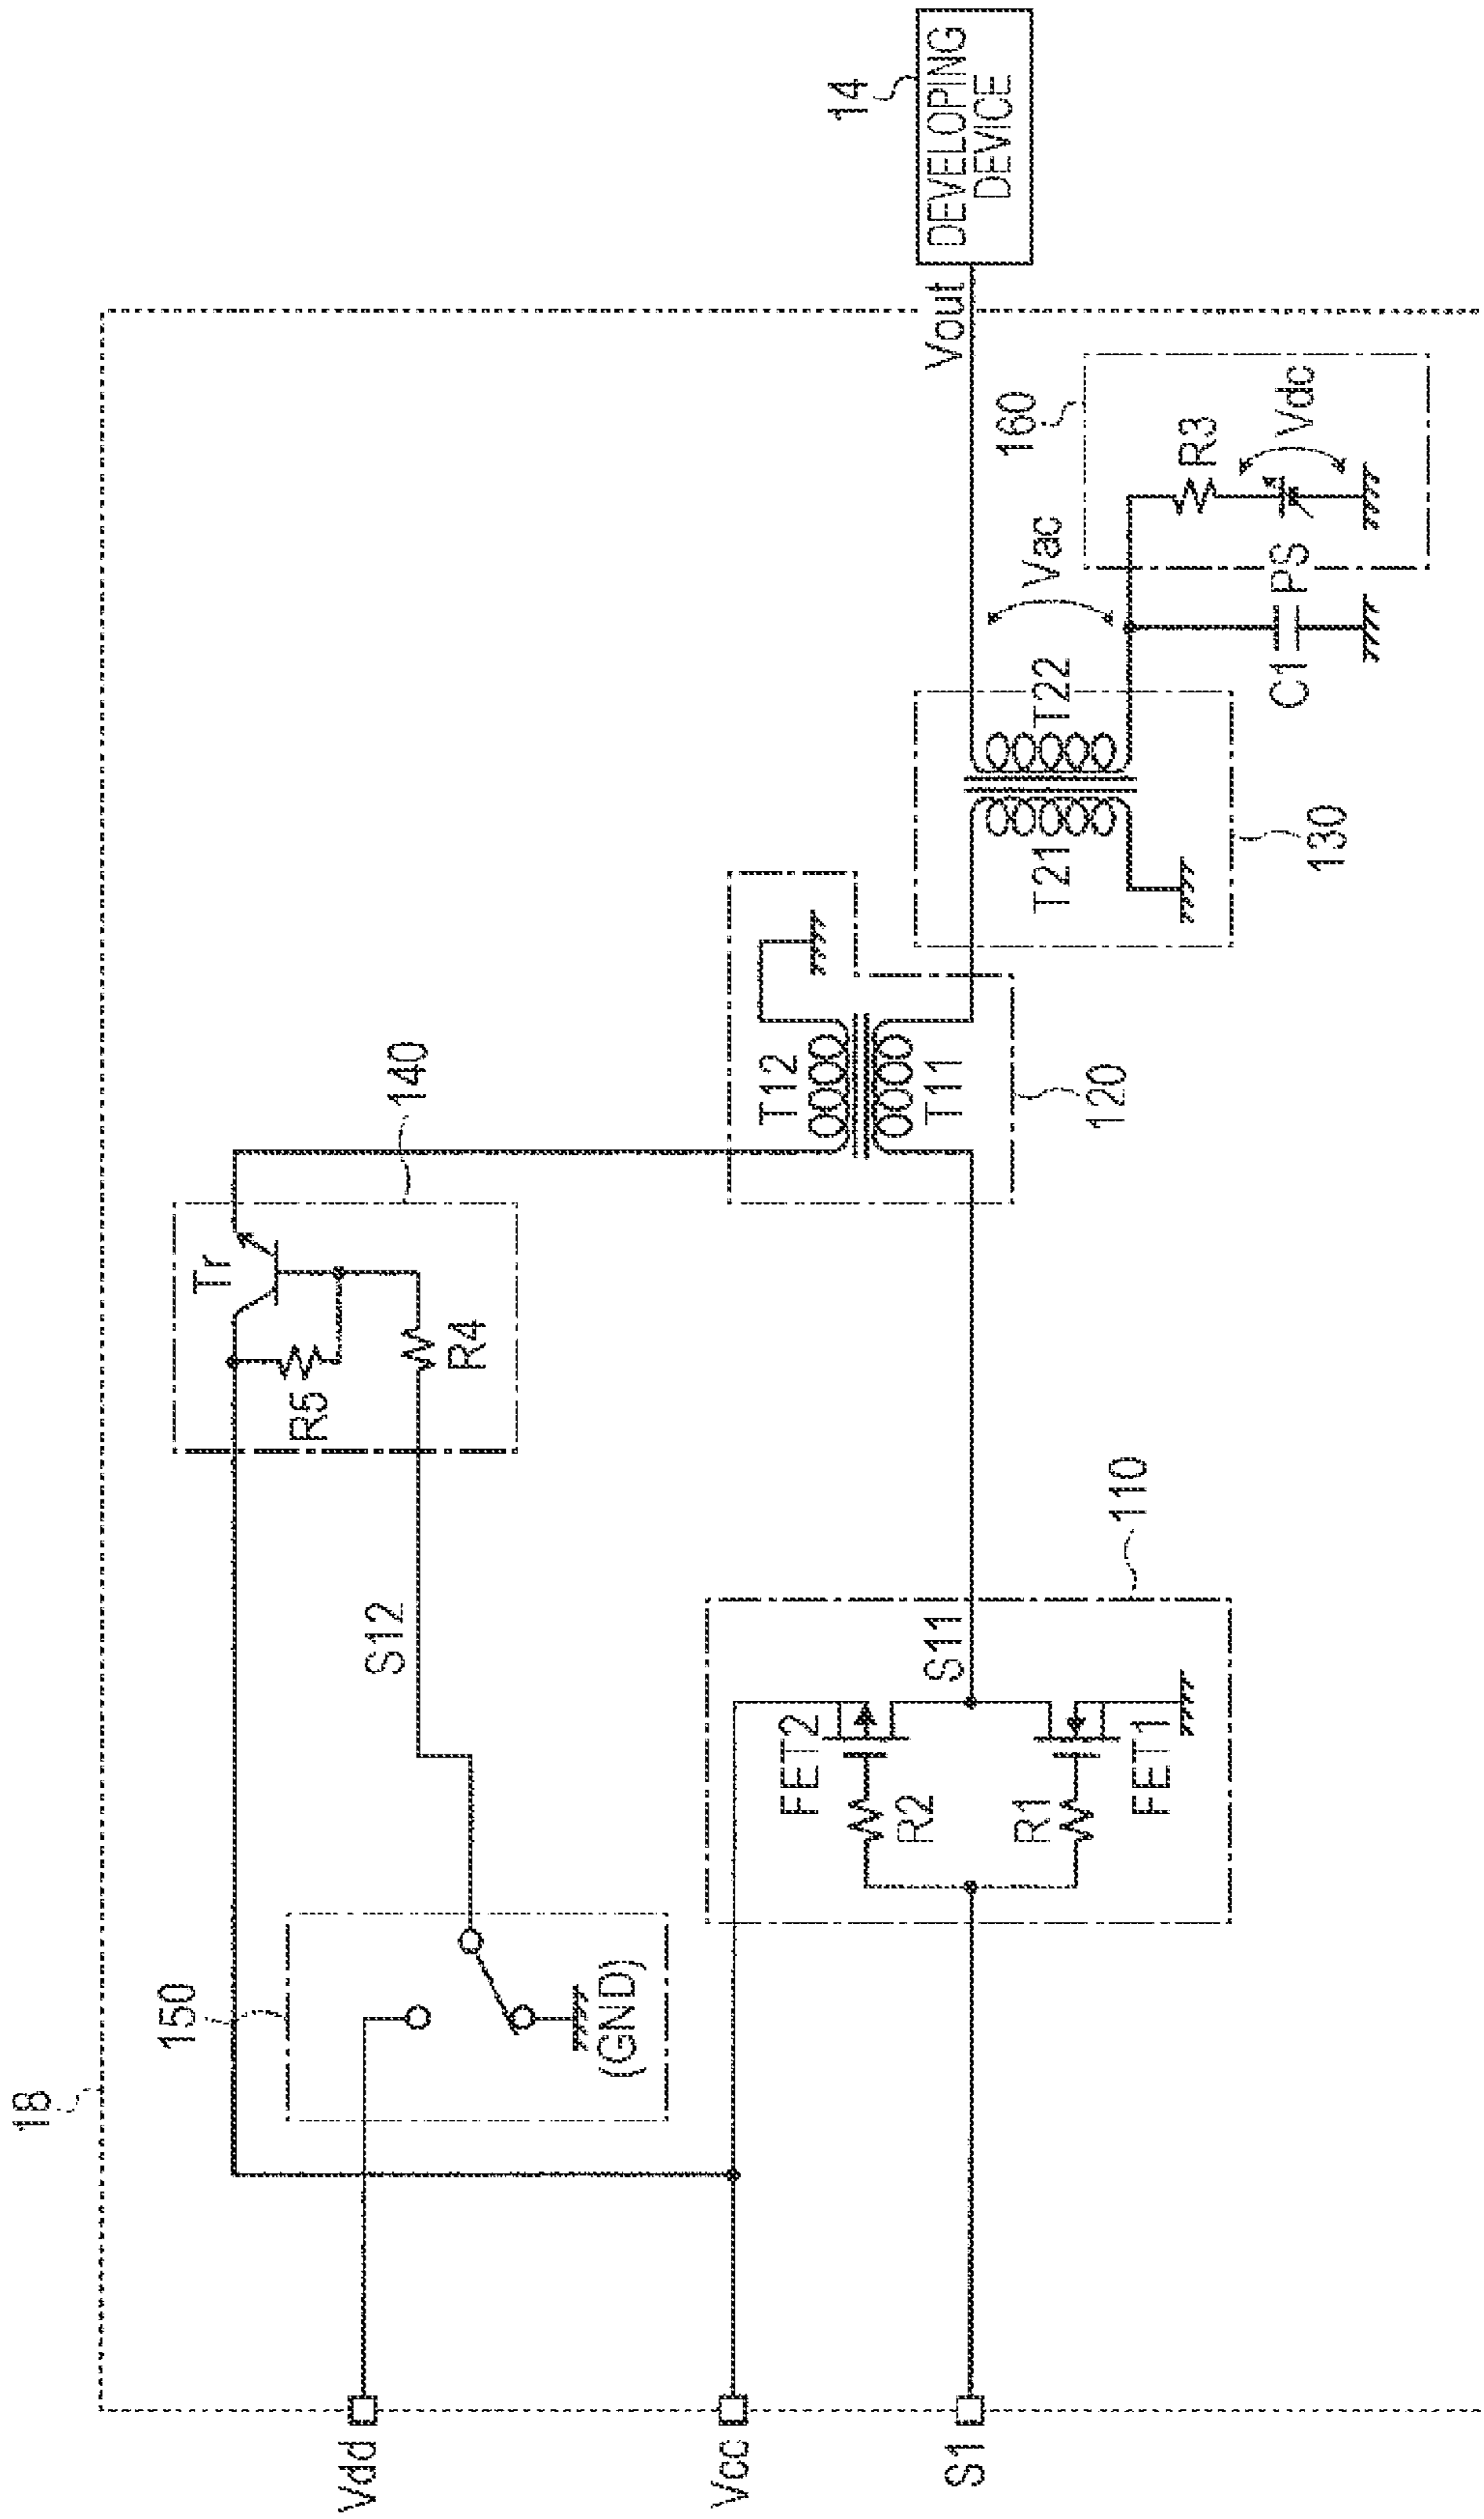 18
150
Vdd
(GND)
S12
140
Tr
R5
R4
Vcc
S1
110
FET2
R2
S11
R1
FET1
120
T12
T11
130
T21
T22
Vac
C1
PS
160
R3
Vdc
Vout
14
DEVELOPING
DEVICE